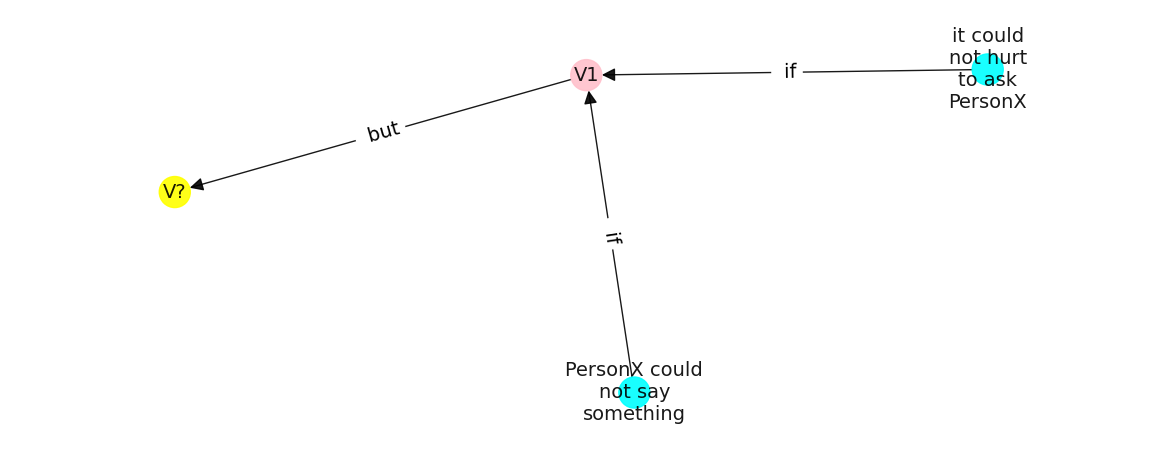 it could
not hurt
to ask
PersonX
if
V1
but
V?
if
PersonX could
not say
something